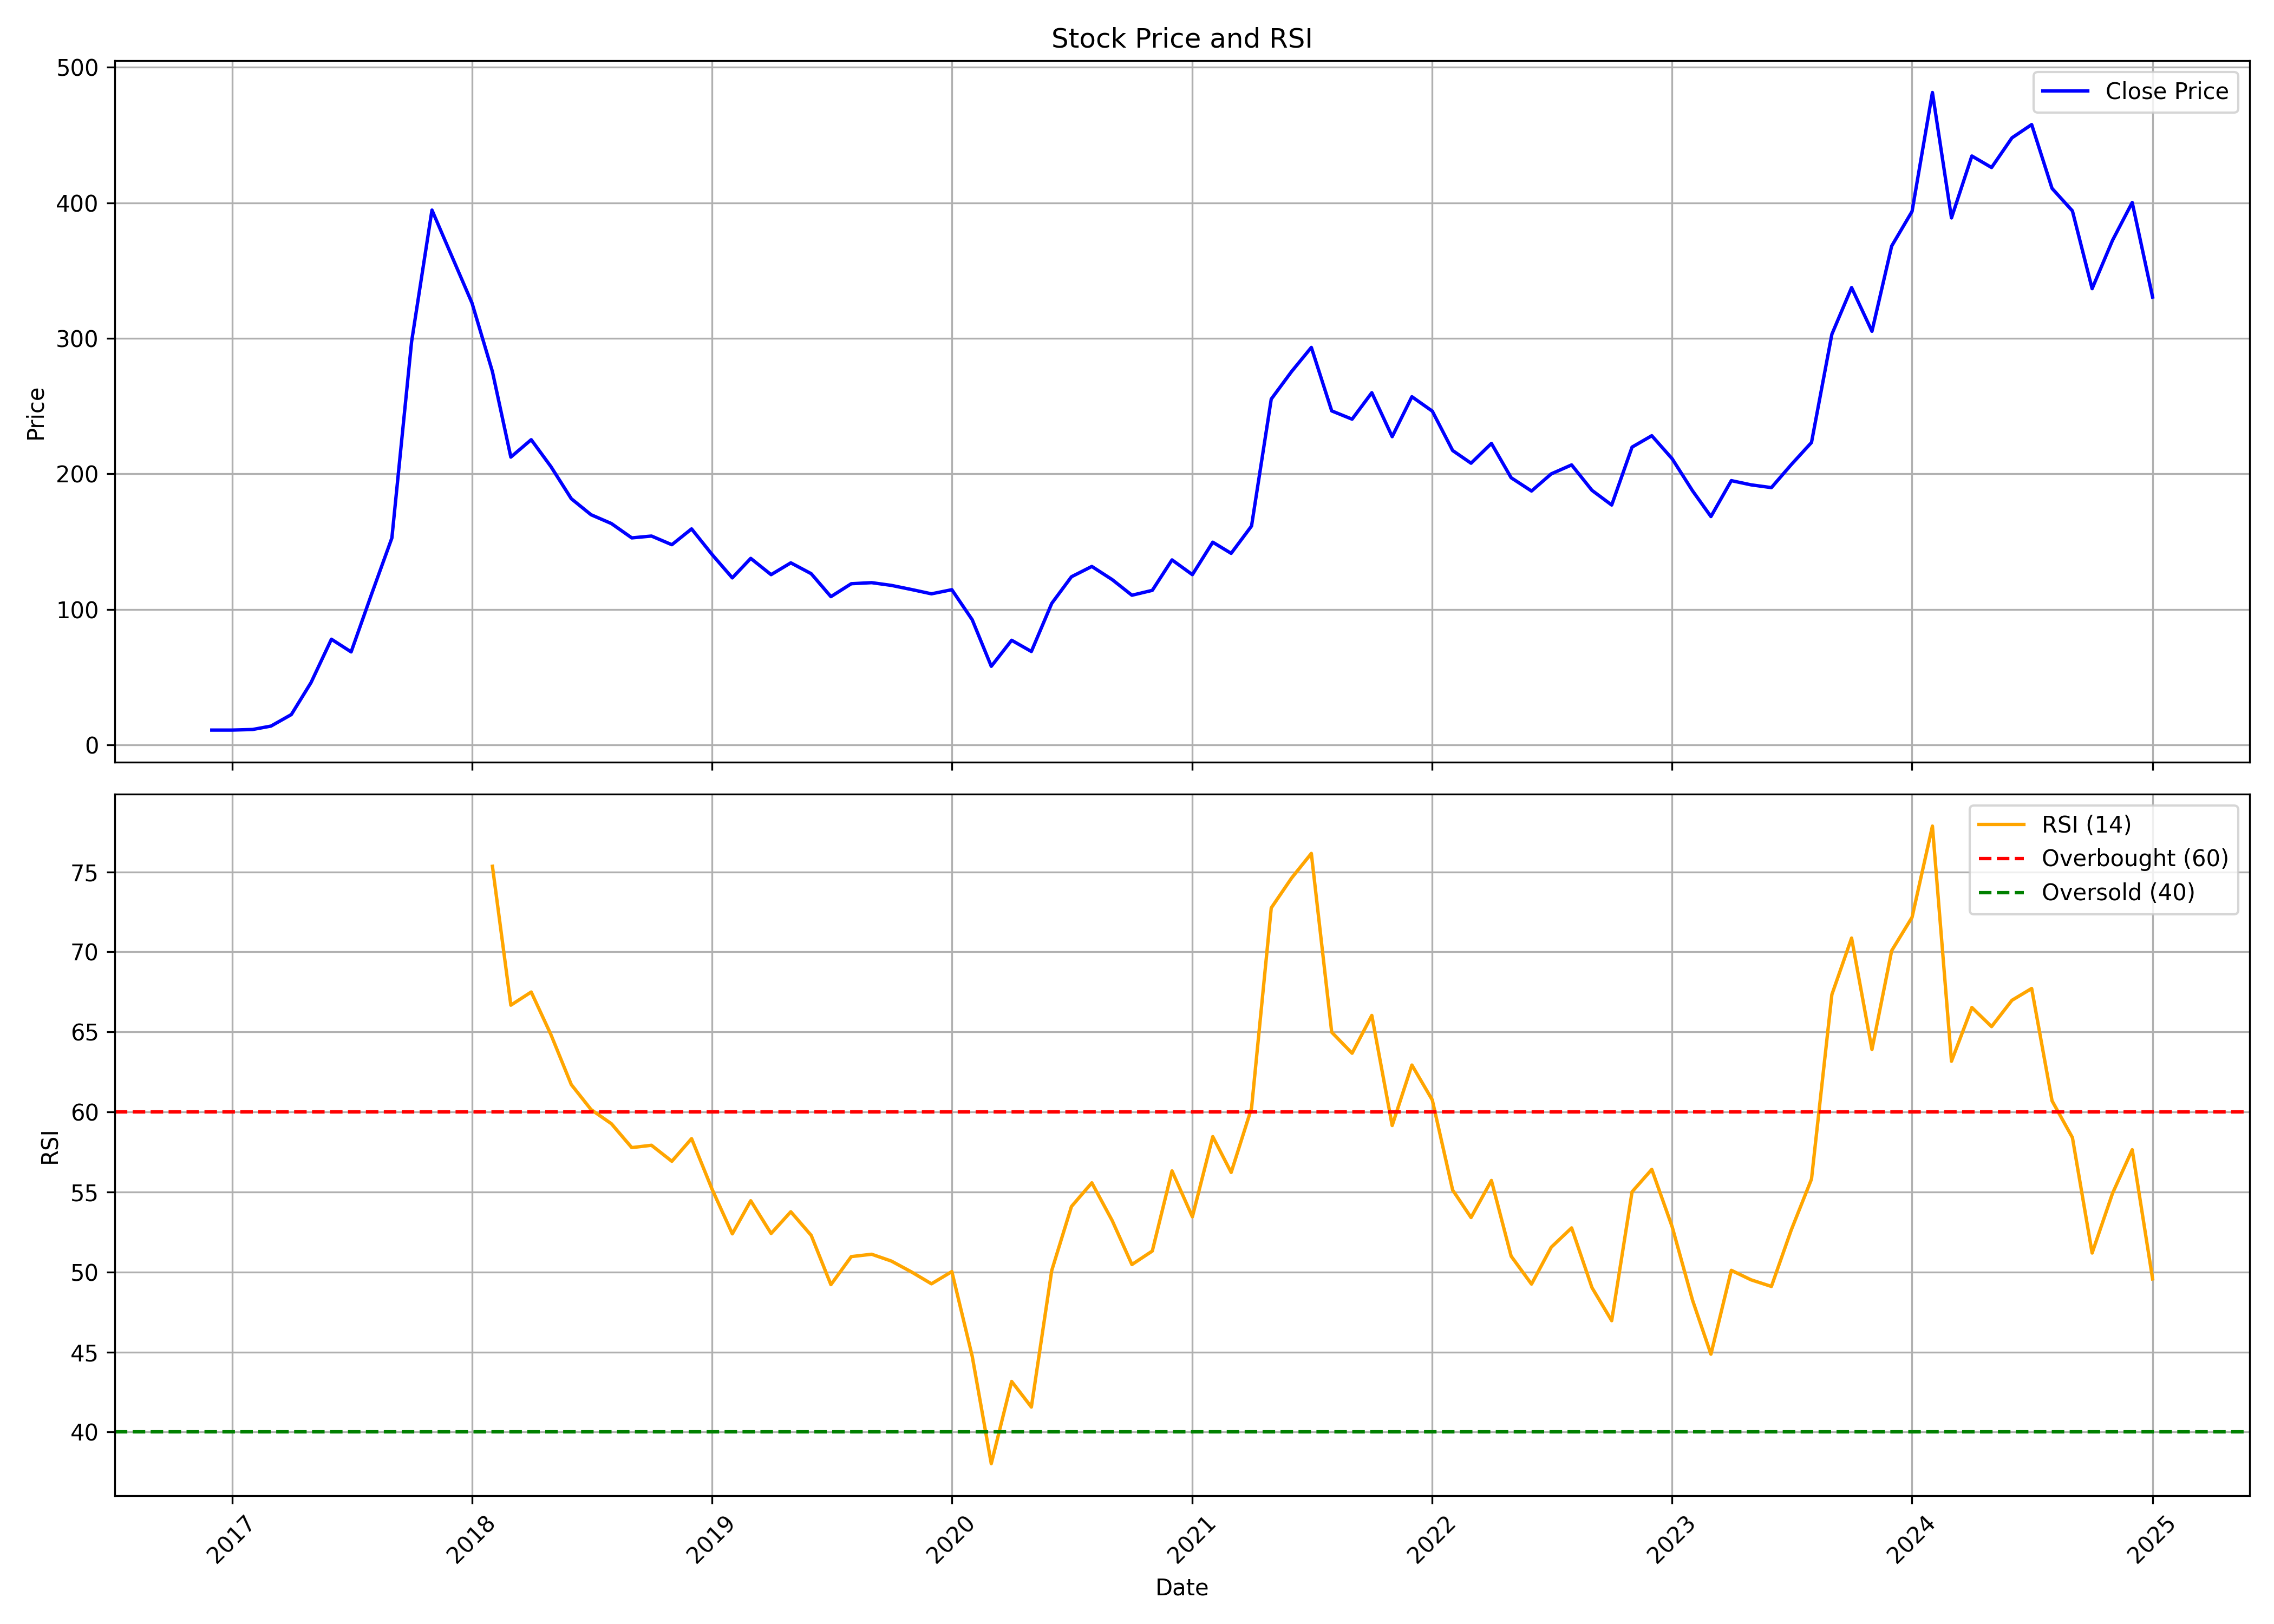 Stock Price and RSI
500
400
300
200
100
0
Price
Close Price
75
70
65
60
55
50
45
40
RSI
RSI (14)
Overbought (60)
Oversold (40)
2017
2018
2019
2020
2021
2022
2023
2024
2025
Date